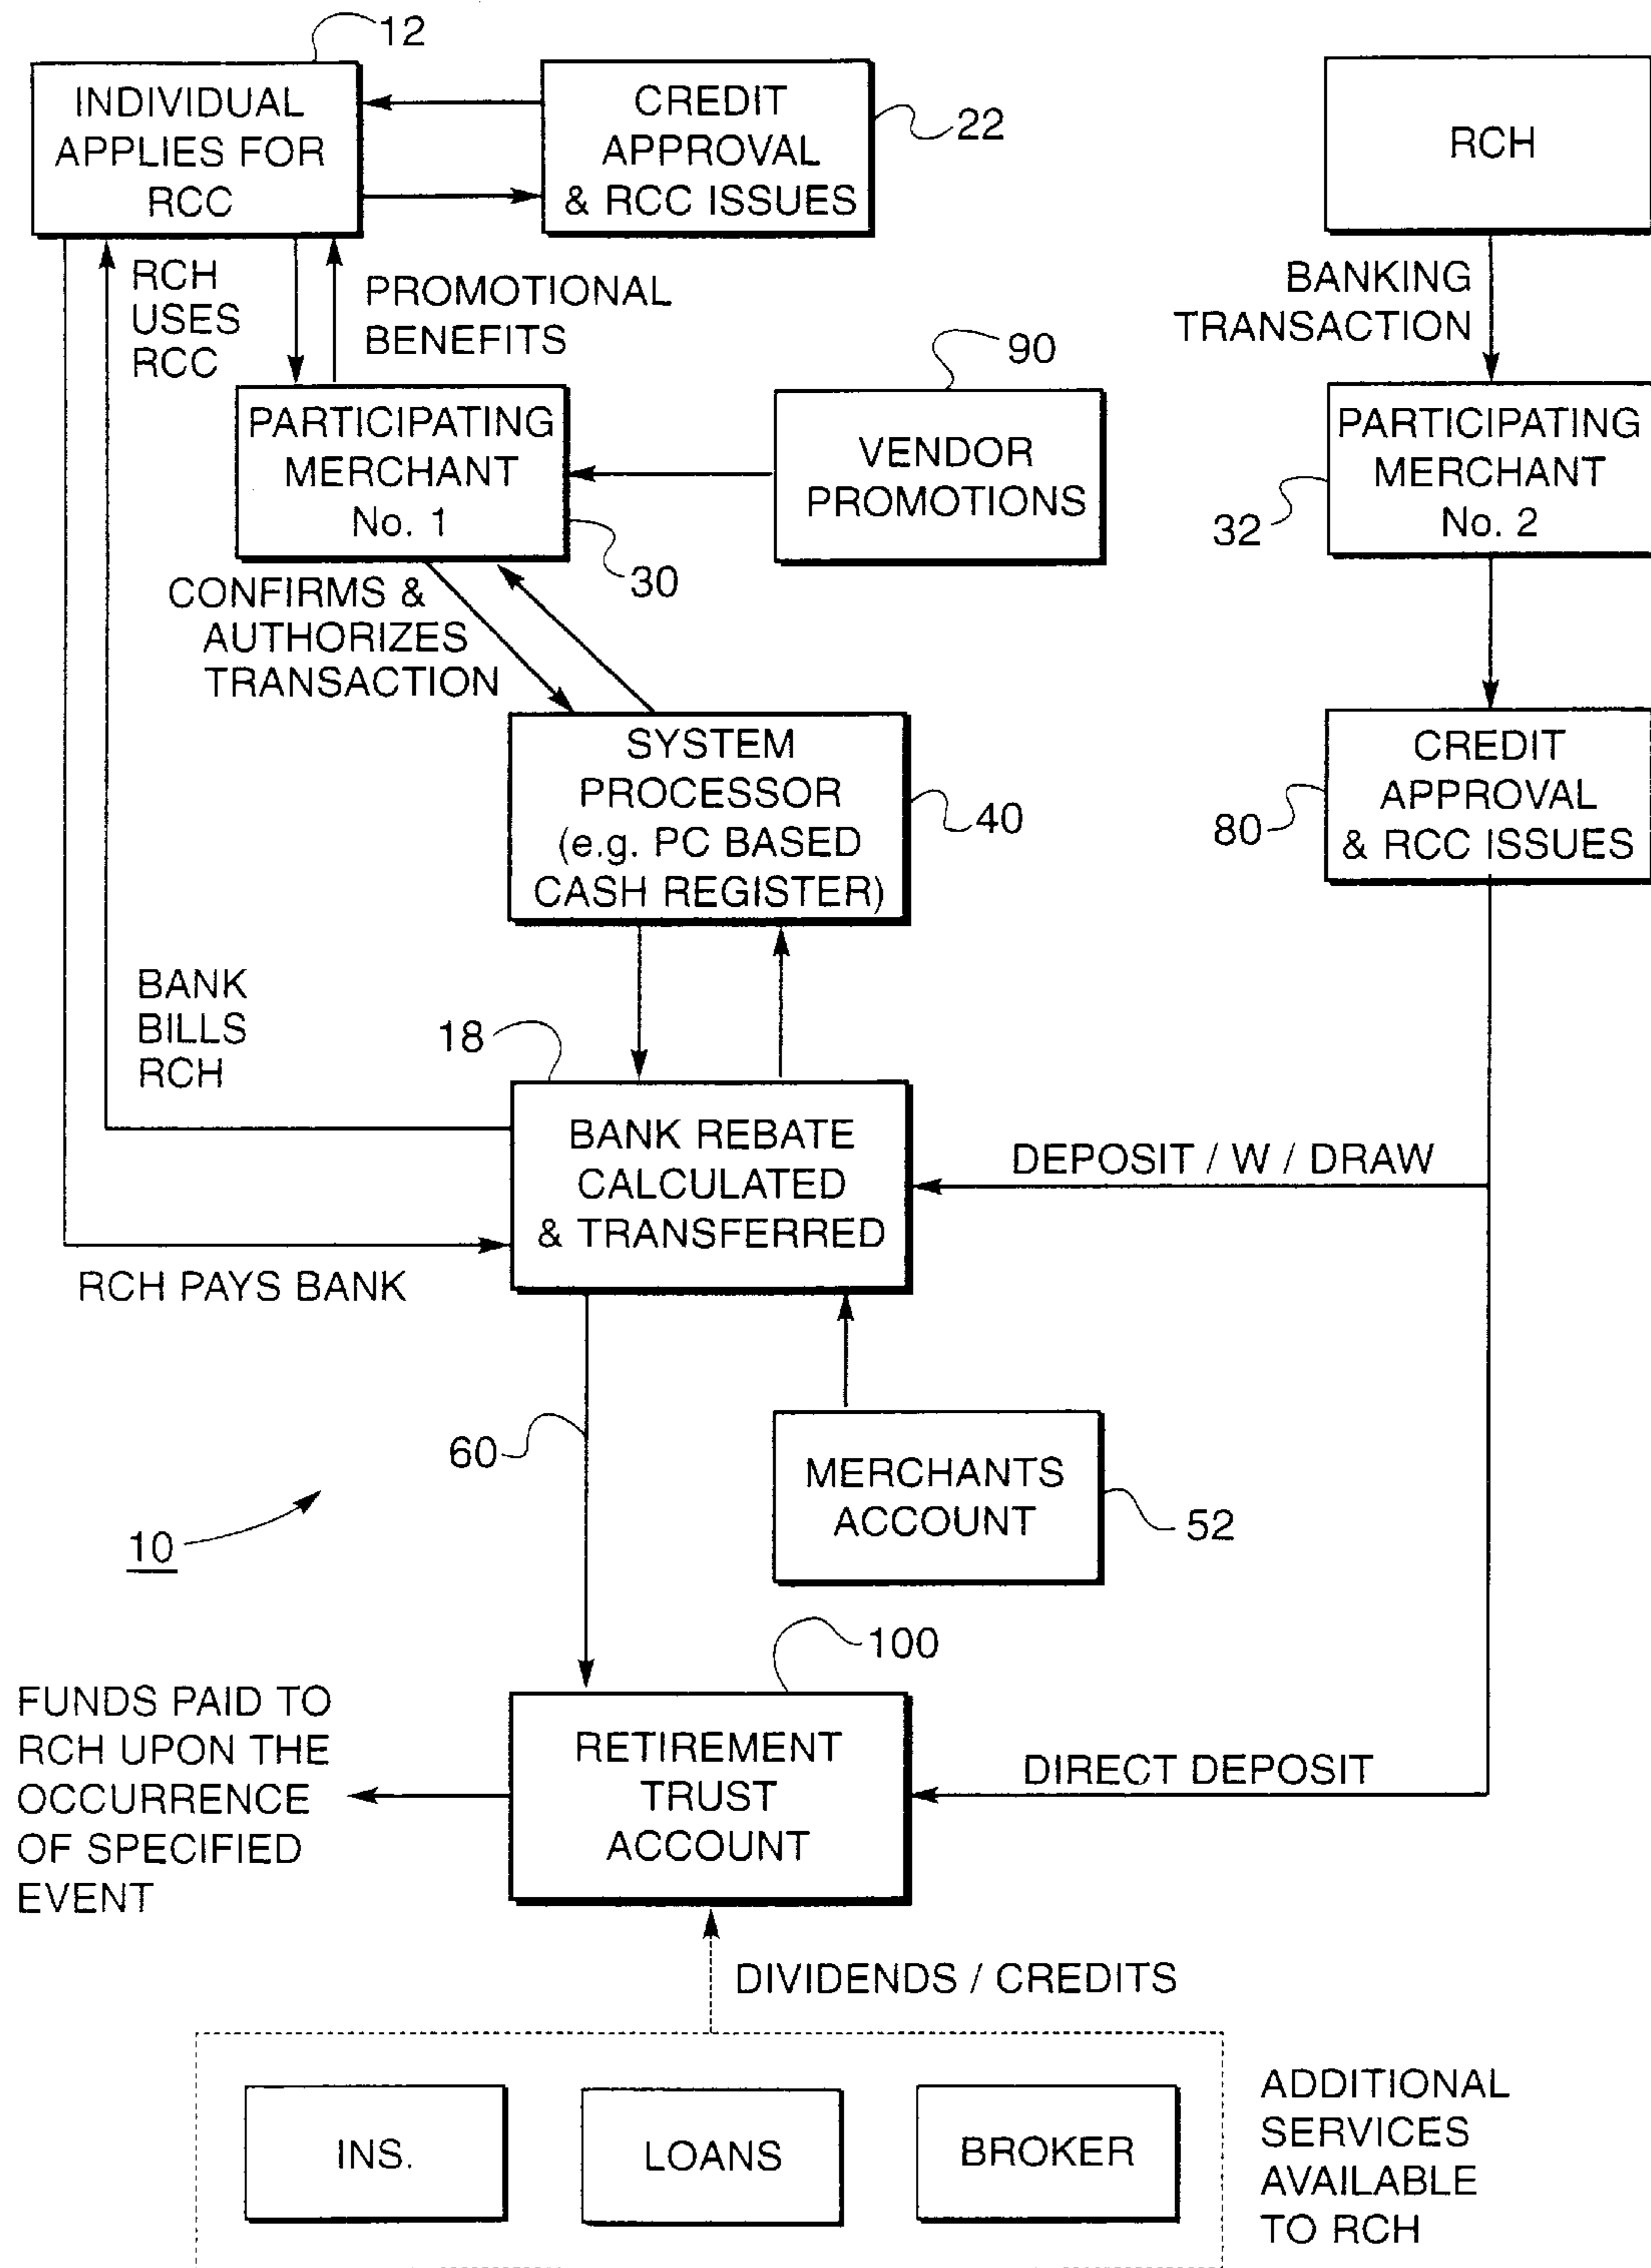 12
INDIVIDUAL
APPLIES FOR
RCC
CREDIT
APPROVAL
& RCC ISSUES
22
RCH
RCH
USES
RCC
PROMOTIONAL
BENEFITS
BANKING
TRANSACTION
90
PARTICIPATING
MERCHANT
No. 1
30
VENDOR
PROMOTIONS
PARTICIPATING
MERCHANT
No. 2
32
CONFIRMS &
AUTHORIZES
TRANSACTION
SYSTEM
PROCESSOR
(e.g. PC BASED
CASH REGISTER)
40
CREDIT
APPROVAL
& RCC ISSUES
80
BANK
BILLS
RCH
18
BANK REBATE
CALCULATED
& TRANSFERRED
DEPOSIT / W / DRAW
RCH PAYS BANK
60
MERCHANTS
ACCOUNT
52
10
100
FUNDS PAID TO
RCH UPON THE
OCCURRENCE
OF SPECIFIED
EVENT
RETIREMENT
TRUST
ACCOUNT
DIRECT DEPOSIT
DIVIDENDS / CREDITS
INS.
LOANS
BROKER
ADDITIONAL
SERVICES
AVAILABLE
TO RCH